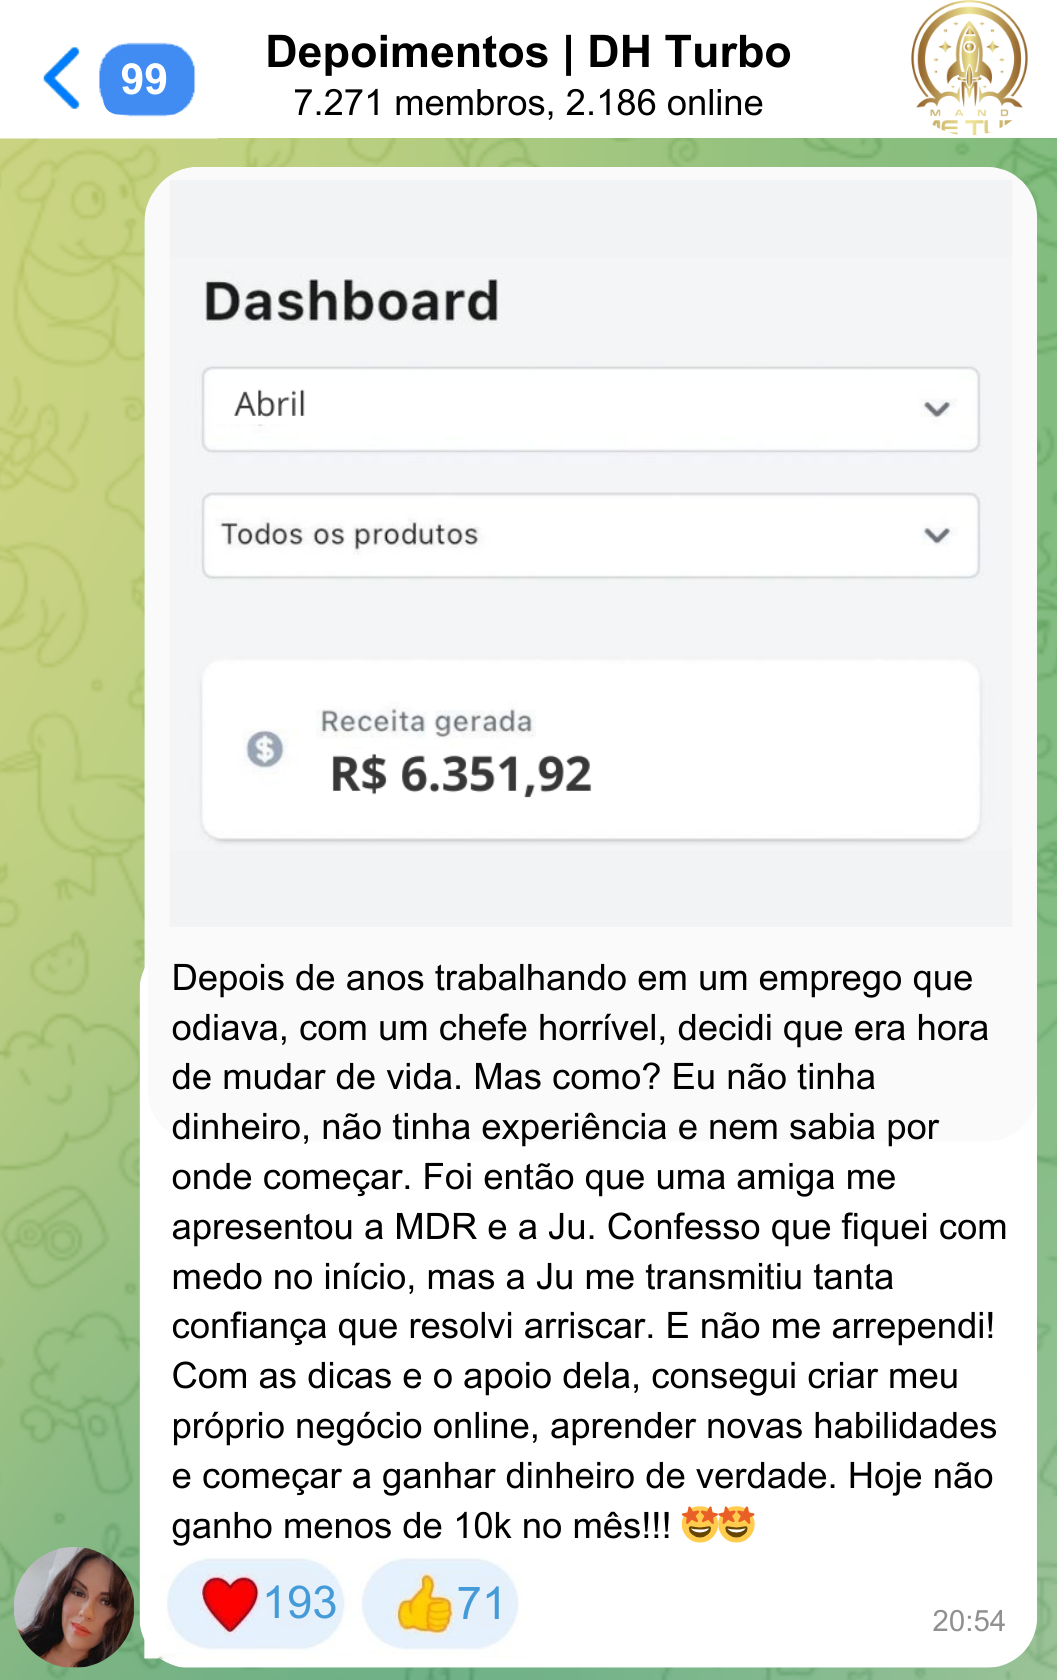 99
Depoimentos | DH Turbo
7.271 membros, 2.186 online
MAND
Dashboard
Abril
Todos os produtos
Receita gerada
R$ 6.351,92
Depois de anos trabalhando em um emprego que
odiava, com um chefe horrível, decidi que era hora
de mudar de vida. Mas como? Eu não tinha
dinheiro, não tinha experiência e nem sabia por
onde começar. Foi então que uma amiga me
apresentou a MDR e a Ju. Confesso que fiquei com
medo no início, mas a Ju me transmitiu tanta
confiança que resolvi arriscar. E não me arrependi!
Com as dicas e o apoio dela, consegui criar meu
próprio negócio online, aprender novas habilidades
e começar a ganhar dinheiro de verdade. Hoje não
ganho menos de 10k no mês!!! 🤩🤩
❤️193 👍71
20:54